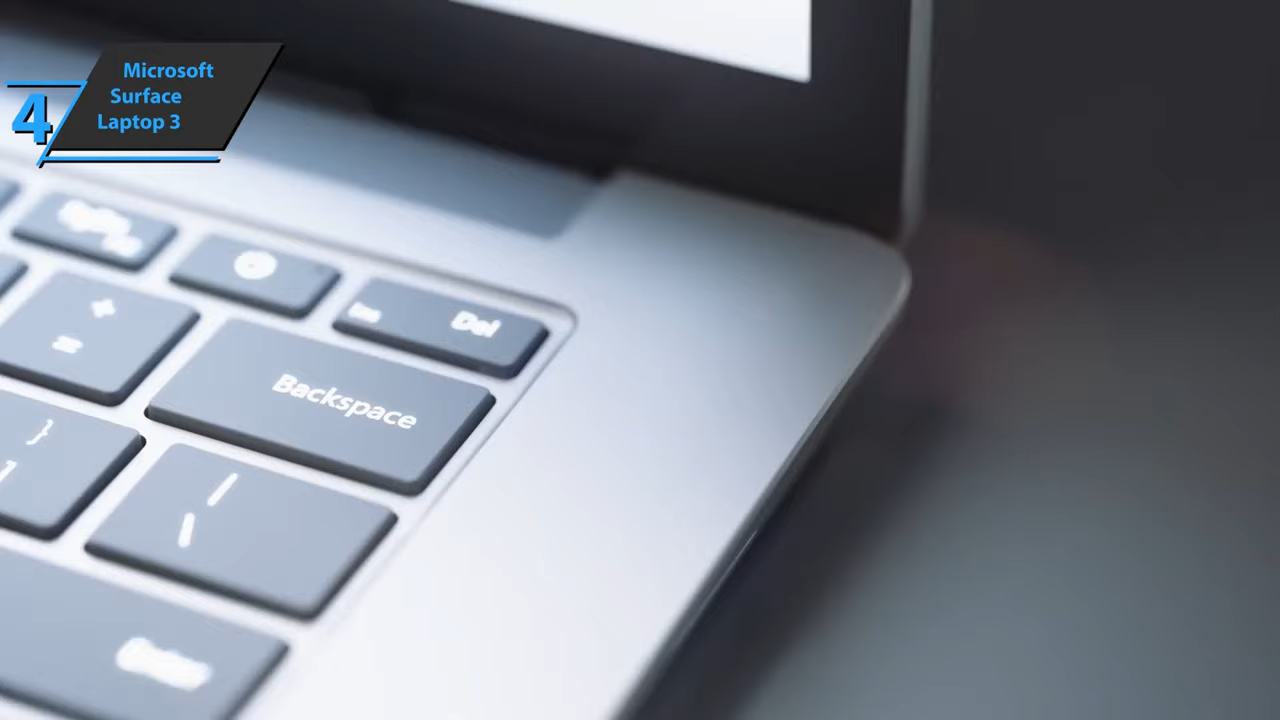 4
Microsoft
Surface
Laptop 3
Del
+
=
Backspace
}
]
|
\